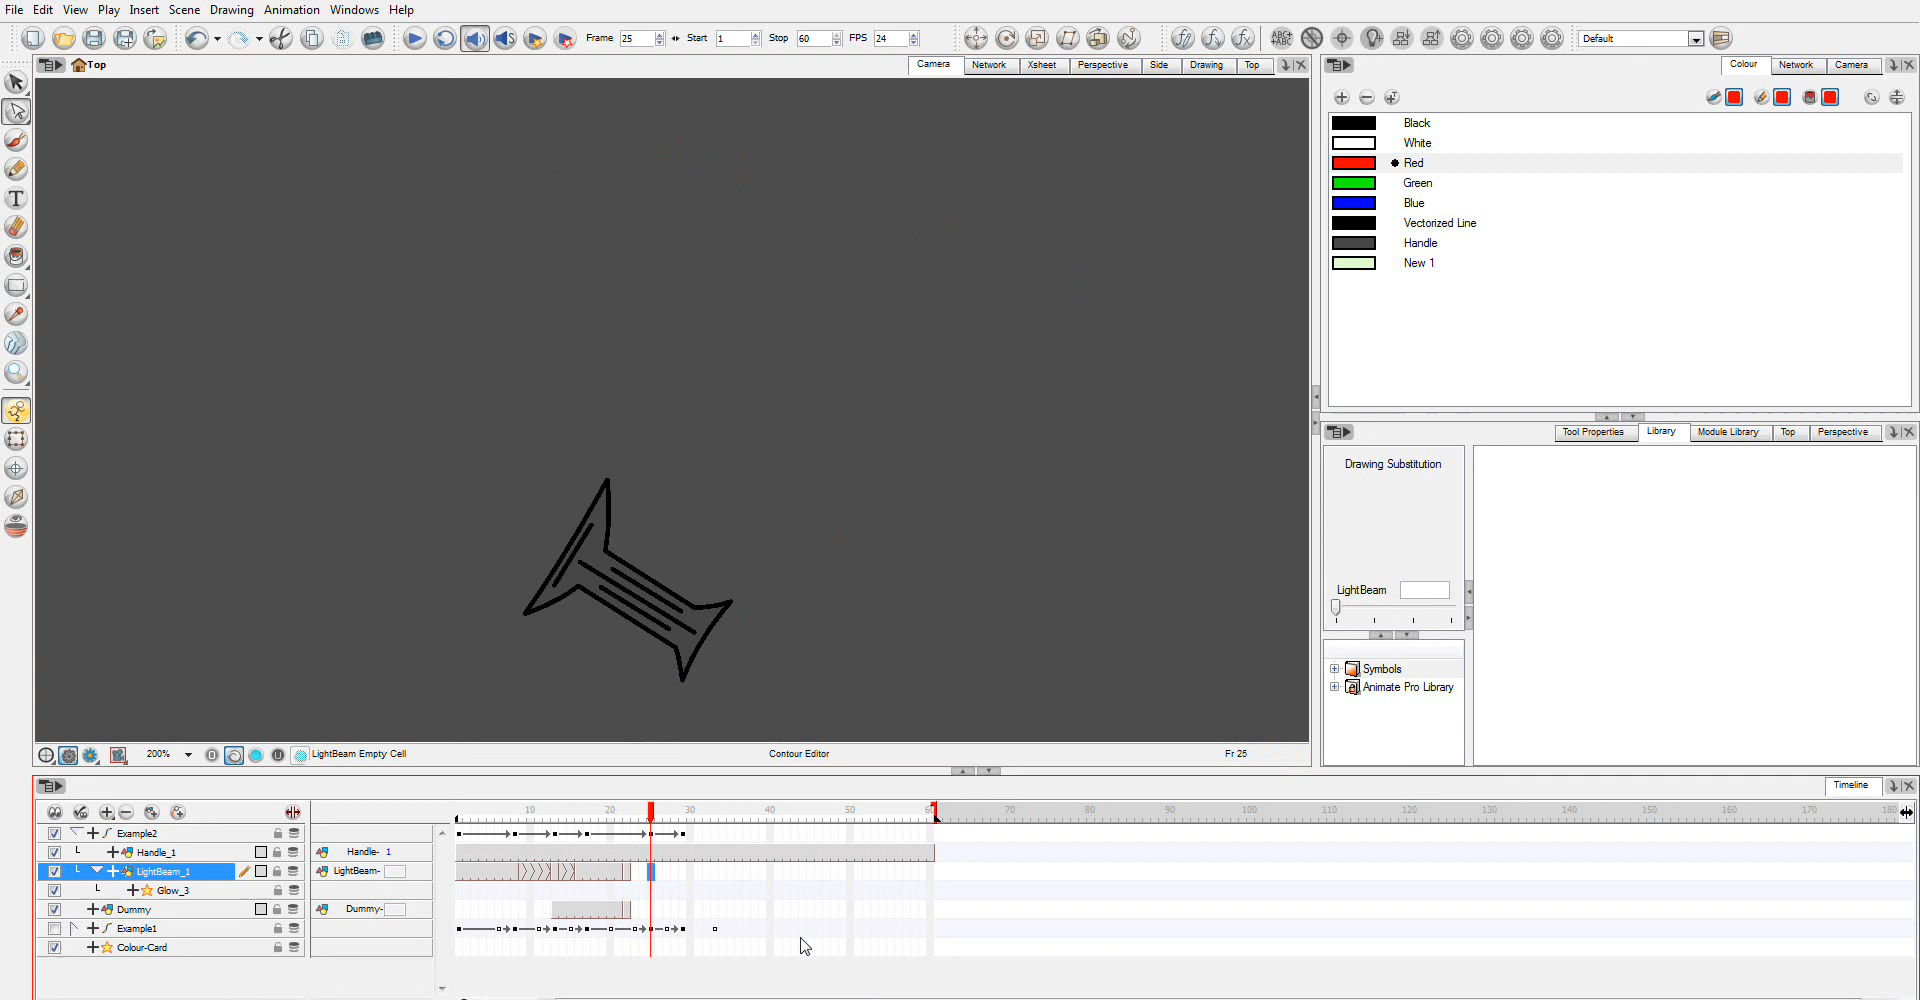 File Edit View Play Insert Scene Drawing Animation Windows Help
Frame 25 Start 1 Stop 60 FPS 24 Default
Top Camera Network Xsheet Perspective Side Drawing Top
Colour Network Camera
Black
White
Red
Green
Blue
Vectorized Line
Handle
New 1
Tool Properties Library Module Library Top Perspective
Drawing Substitution
LightBeam
Symbols
Animate Pro Library
200% LightBeam Empty Cell Contour Editor Fr 25
Timeline
10 20 30 40 50 60 70 80 90 100 110 120 130 140 150 160 170 180
Example2
Handle_1 Handle- 1
LightBeam_1 LightBeam-
Glow_3
Dummy Dummy-
Example1
Colour-Card